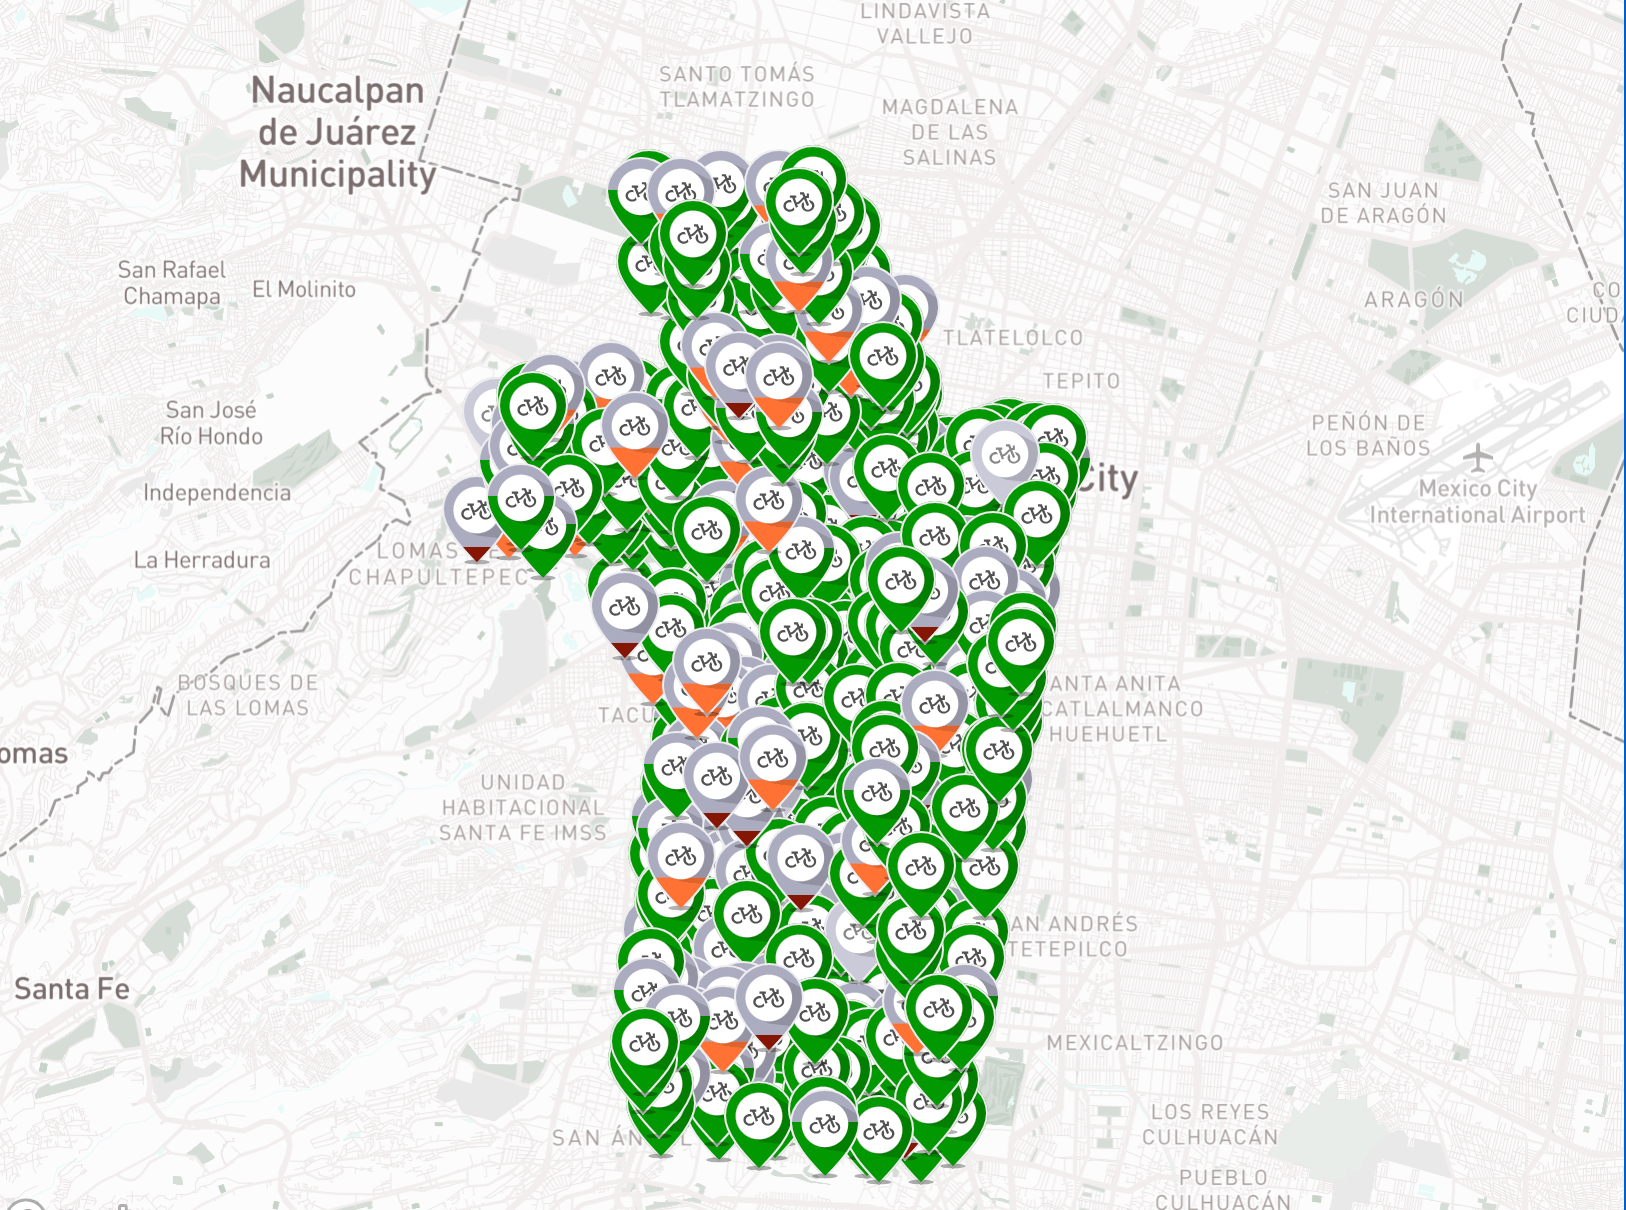 LINDAVISTA
VALLEJO
SANTO TOMÁS
TLAMATZINGO
Naucalpan
de Juárez
Municipality
MAGDALENA
DE LAS
SALINAS
SAN JUAN
DE ARAGÓN
San Rafael
Chamapa
El Molinito
ARAGÓN
CO
CIUDA
TLATELOLCO
TEPITO
San José
Río Hondo
PEÑÓN DE
LOS BAÑOS
City
Independencia
Mexico City
International Airport
La Herradura
LOMAS
CHAPULTEPEC
BOSQUES DE
LAS LOMAS
ANTA ANITA
CATLALMANCO
HUEHUETL
TACU
omas
UNIDAD
HABITACIONAL
SANTA FE IMSS
AN ANDRÉS
TETEPILCO
Santa Fe
MEXICALTZINGO
LOS REYES
CULHUACÁN
SAN ÁN
L
PUEBLO
CULHUACÁN